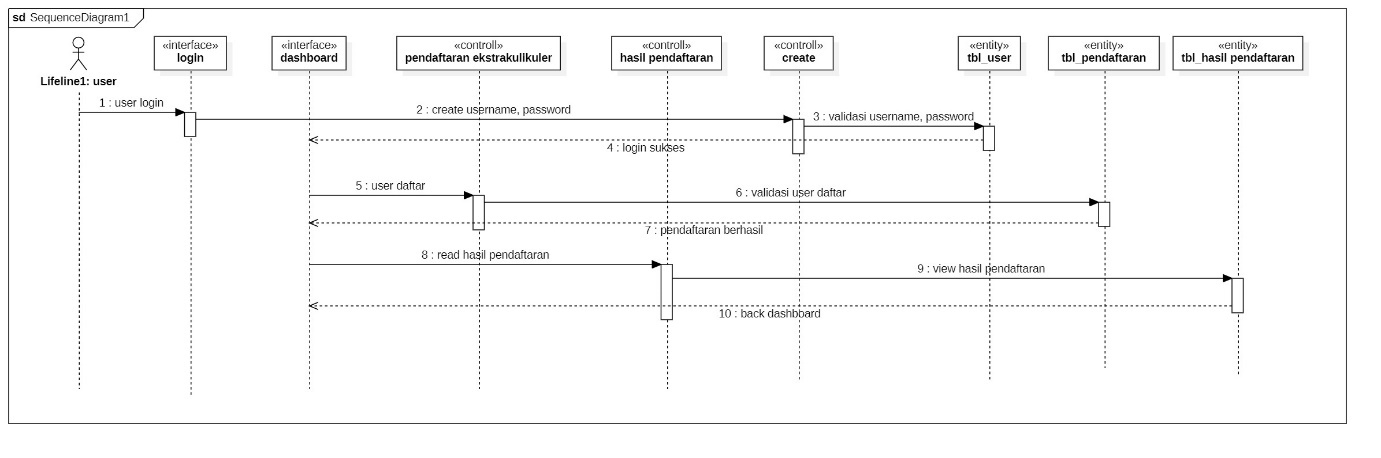 sd SequenceDiagram1
«interface»
login
«interface»
dashboard
«controll»
pendaftaran ekstrakulikuler
«controll»
hasil pendaftaran
«controll»
create
«entity»
tbl_user
«entity»
tbl_pendaftaran
«entity»
tbl_hasil pendaftaran
Lifeline1: user
1 : user login
2 : create username, password
3 : validasi username, password
4 : login sukses
5 : user daftar
6 : validasi user daftar
7 : pendaftaran berhasil
8 : read hasil pendaftaran
9 : view hasil pendaftaran
10 : back dashbboard